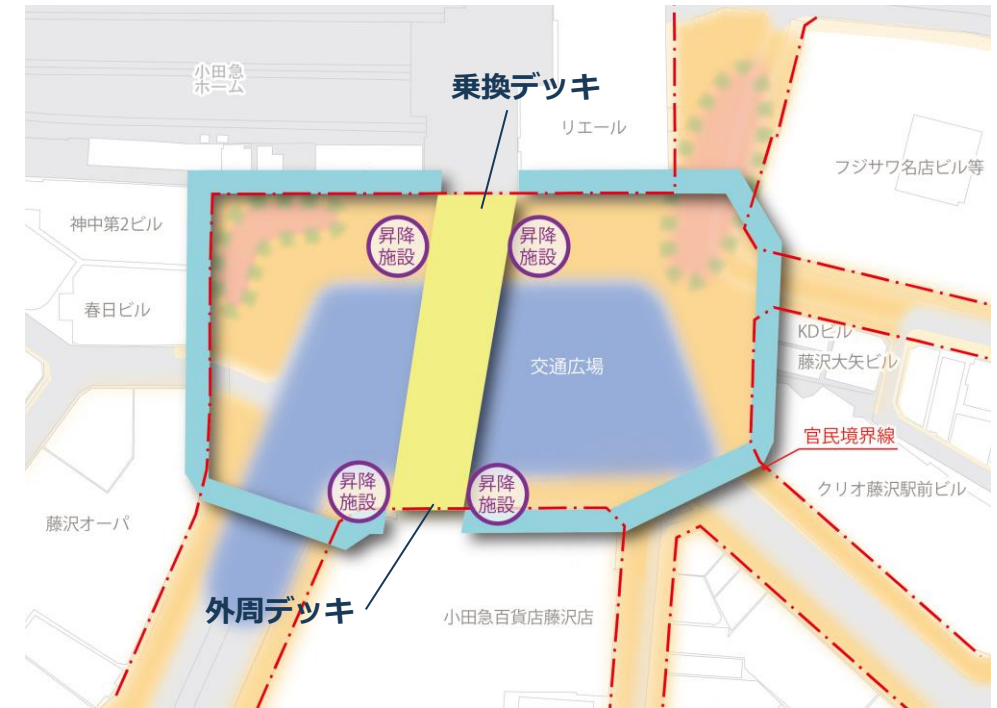 小田急
ホーム
乗換デッキ
リエール
フジサワ名店ビル等
神中第2ビル
昇降
施設
昇降
施設
春日ビル
KDビル
藤沢大矢ビル
交通広場
官民境界線
昇降
施設
昇降
施設
クリオ藤沢駅前ビル
藤沢オーパ
外周デッキ
小田急百貨店藤沢店